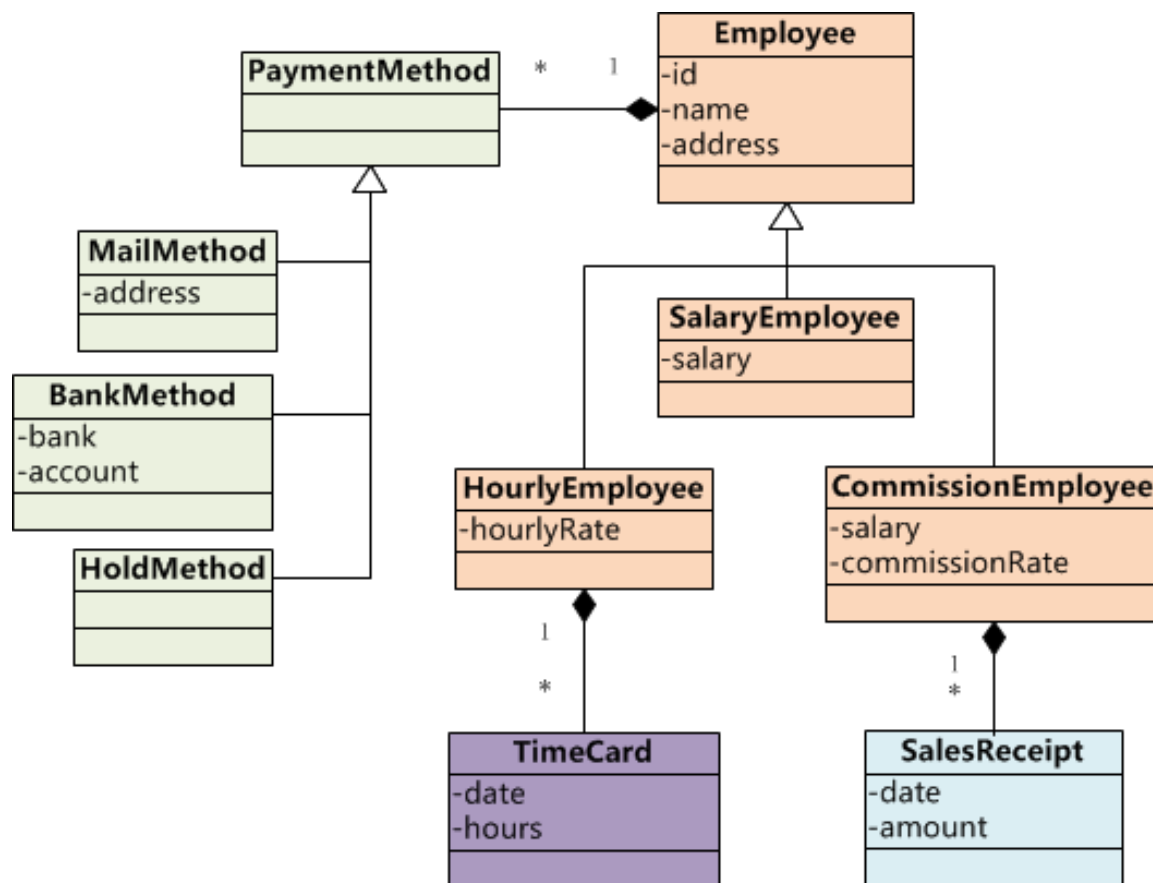 Employee
-id
-name
-address
PaymentMethod
* 1
MailMethod
-address
SalaryEmployee
-salary
BankMethod
-bank
-account
HourlyEmployee
-hourlyRate
CommissionEmployee
-salary
-commissionRate
HoldMethod
1
*
1
*
TimeCard
-date
-hours
SalesReceipt
-date
-amount